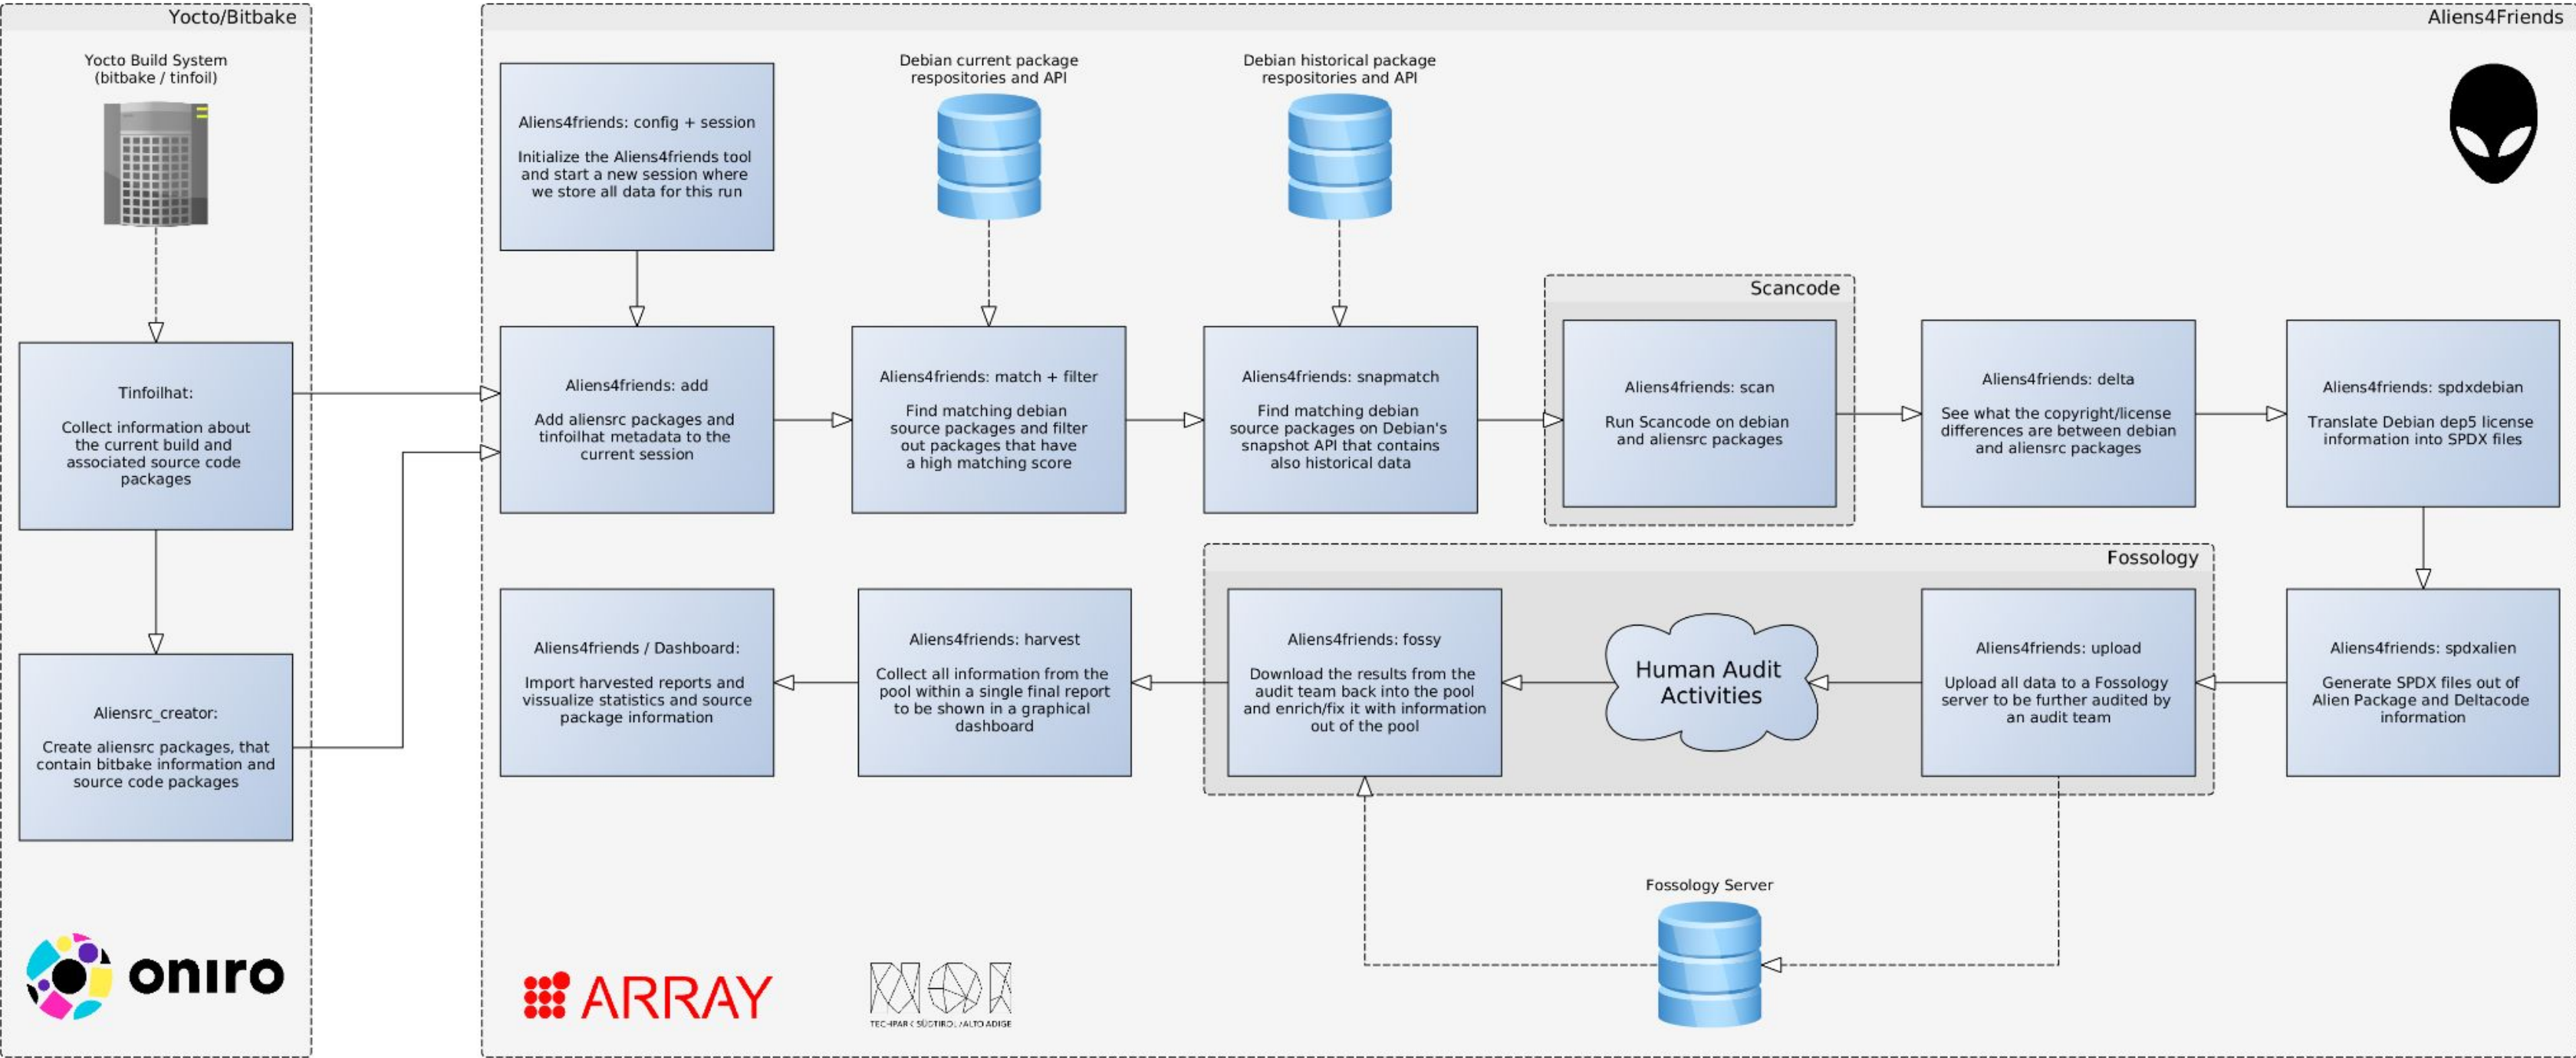 Yocto/Bitbake
Yocto Build System
(bitbake / tinfoil)
Tinfoilhat:
Collect information about
the current build and
associated source code
packages
Aliensrc_creator:
Create aliensrc packages, that
contain bitbake information and
source code packages
oniro
Aliens4Friends
Aliens4friends: config + session
Initialize the Aliens4friends tool
and start a new session where
we store all data for this run
Debian current package
respositories and API
Debian historical package
respositories and API
Aliens4friends: add
Add aliensrc packages and
tinfoilhat metadata to the
current session
Aliens4friends: match + filter
Find matching debian
source packages and filter
out packages that have
a high matching score
Aliens4friends: snapmatch
Find matching debian
source packages on Debian's
snapshot API that contains
also historical data
Scancode
Aliens4friends: scan
Run Scancode on debian
and aliensrc packages
Aliens4friends: delta
See what the copyright/license
differences are between debian
and aliensrc packages
Aliens4friends: spdxdebian
Translate Debian dep5 license
information into SPDX files
Aliens4friends: spdxalien
Generate SPDX files out of
Alien Package and Deltacode
information
Fossology
Aliens4friends: upload
Upload all data to a Fossology
server to be further audited by
an audit team
Human Audit
Activities
Aliens4friends: fossy
Download the results from the
audit team back into the pool
and enrich/fix it with information
out of the pool
Aliens4friends: harvest
Collect all information from the
pool within a single final report
to be shown in a graphical
dashboard
Aliens4friends / Dashboard:
Import harvested reports and
vissualize statistics and source
package information
Fossology Server
ARRAY
NOI
TECHPARK SÜDTIROL/ALTO ADIGE